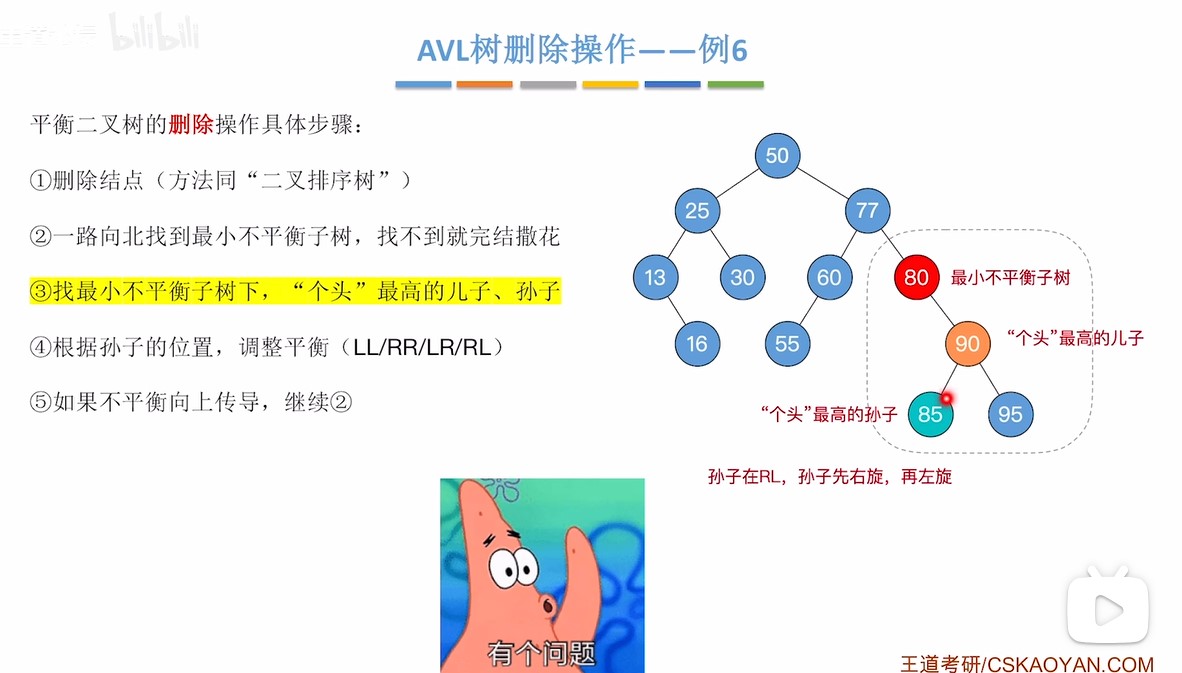 bilibili
AVL树删除操作——例6
平衡二叉树的删除操作具体步骤：
①删除结点（方法同“二叉排序树”）
②一路向北找到最小不平衡子树，找不到就完结撒花
③找最小不平衡子树下，“个头”最高的儿子、孙子
④根据孙子的位置，调整平衡（LL/RR/LR/RL）
⑤如果不平衡向上传导，继续②
50
25
77
13
30
60
80
最小不平衡子树
16
55
90
“个头”最高的儿子
“个头”最高的孙子
85
95
孙子在RL，孙子先右旋，再左旋
有个问题
王道考研/CSKAOYAN.COM